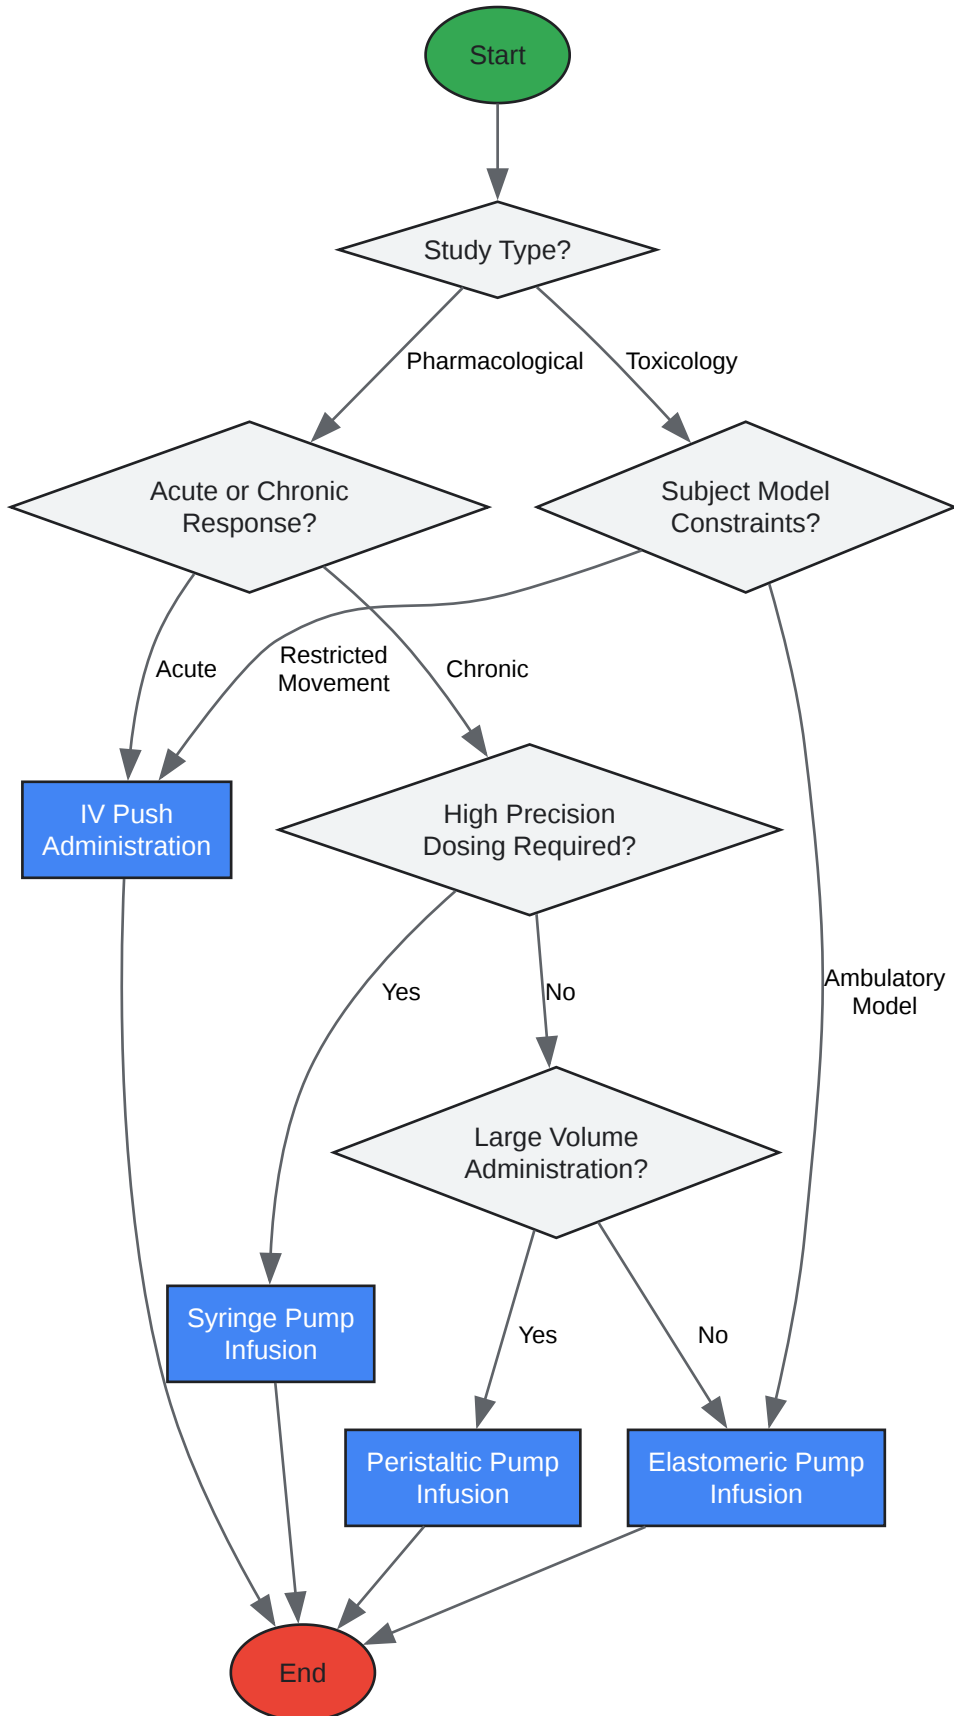 Start
Study Type?
Pharmacological
Toxicology
Acute or Chronic
Response?
Subject Model
Constraints?
Acute
Restricted
Movement
Chronic
IV Push
Administration
High Precision
Dosing Required?
Yes
No
Ambulatory
Model
Large Volume
Administration?
Syringe Pump
Infusion
Yes
No
Peristaltic Pump
Infusion
Elastomeric Pump
Infusion
End